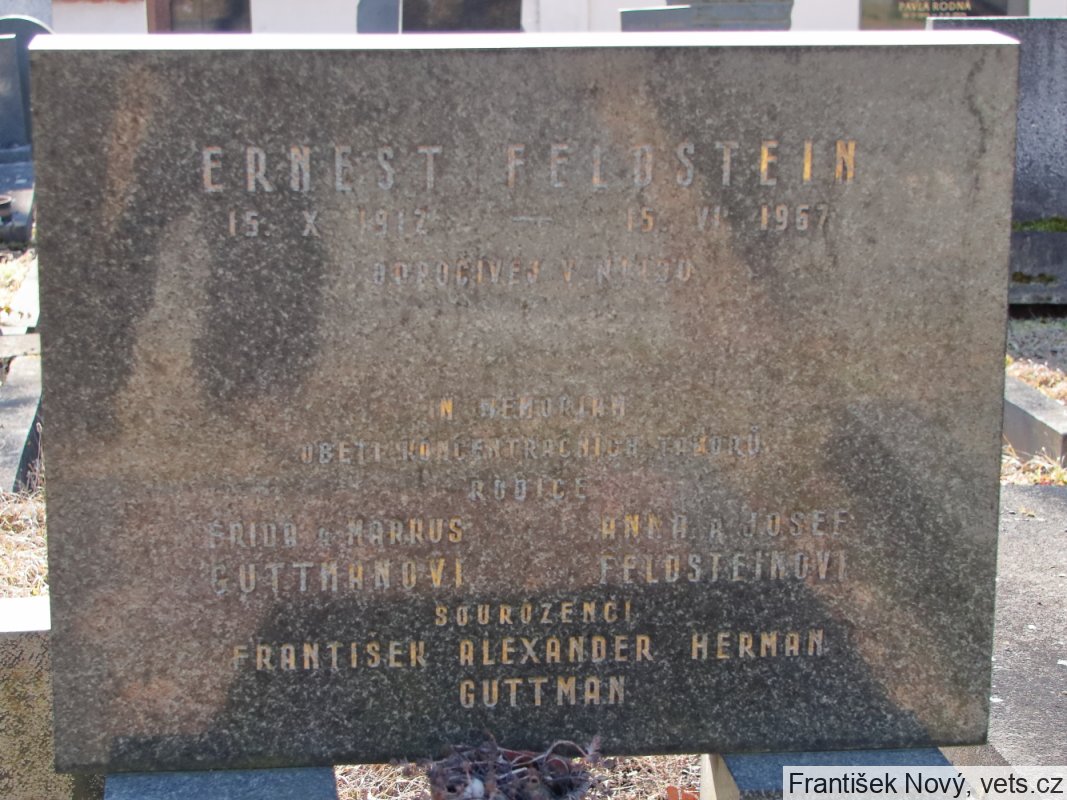 PAVLA RODNÁ
ERNEST FELDSTEIN
15. X 1912 — 15. VI 1967
ODPOČÍVEJ V KLIDU
IN MEMORIAM
OBĚTI KONCENTRAČNÍCH TÁBORŮ
RODIČE
FRIDA a MARKUS ANNA a JOSEF
GUTTMANOVI FELDSTEINOVI
SOUROZENCI
FRANTIŠEK ALEXANDER HERMAN
GUTTMAN
František Nový, vets.cz